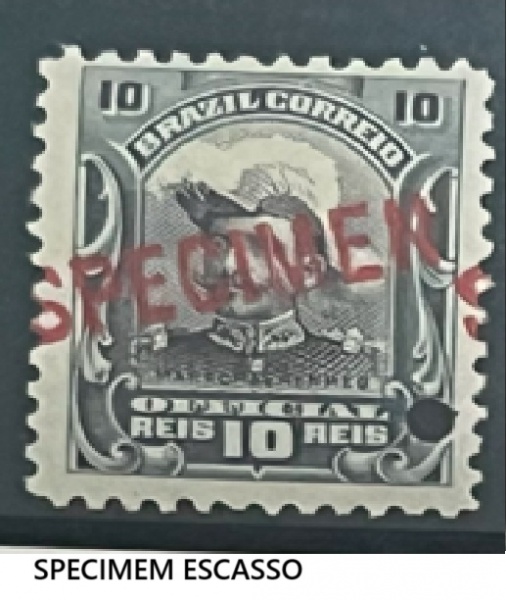 10 10
BRAZIL CORREIO
SPECIMEN S
OFFICIAL
REIS 10 REIS
SPECIMEM ESCASSO